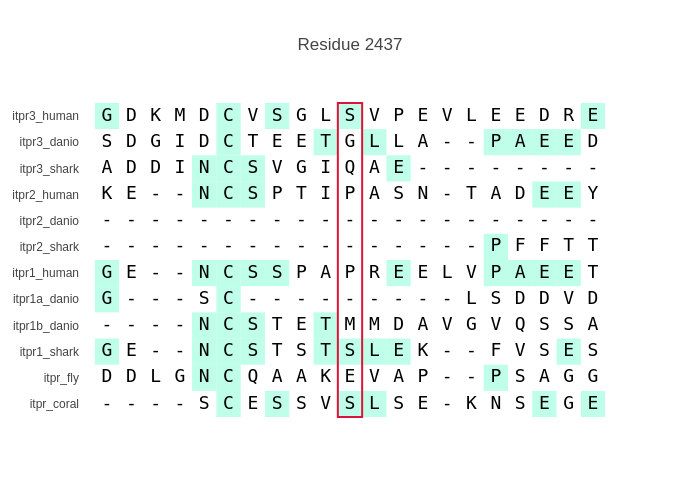 Residue 2437
itpr3_human G D K M D C V S G L S V P E V L E E D R E
itpr3_danio S D G I D C T E E T G L L A - - P A E E D
itpr3_shark A D D I N C S V G I Q A E - - - - - - - -
itpr2_human K E - - N C S P T I P A S N - T A D E E Y
itpr2_danio - - - - - - - - - - - - - - - - - - - - -
itpr2_shark - - - - - - - - - - - - - - - - P F F T T
itpr1_human G E - - N C S S P A P R E E L V P A E E T
itpr1a_danio G - - - S C - - - - - - - - - L S D D V D
itpr1b_danio - - - - N C S T E T M M D A V G V Q S S A
itpr1_shark G E - - N C S T S T S L E K - - F V S E S
itpr_fly D D L G N C Q A A K E V A P - - P S A G G
itpr_coral - - - - S C E S S V S L S E - K N S E G E